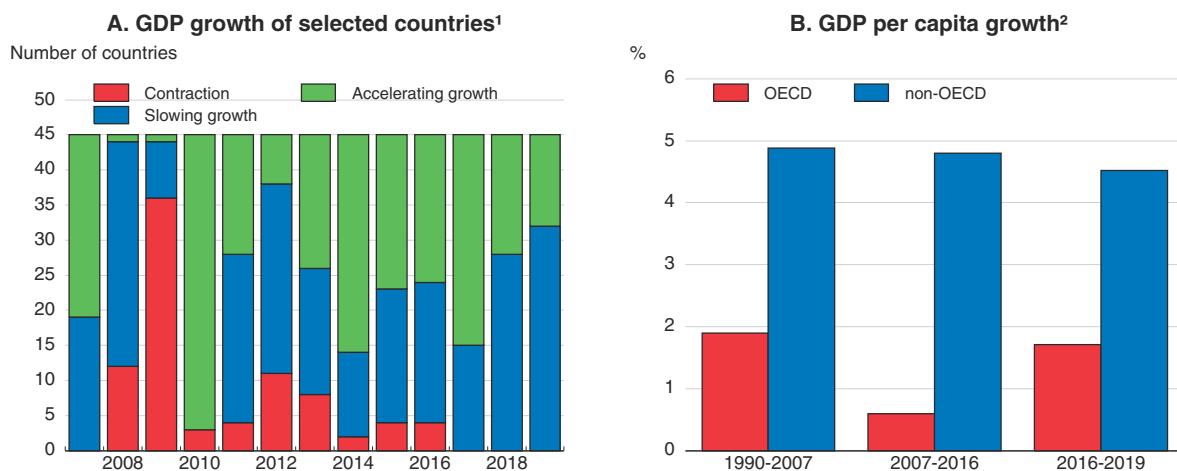 A. GDP growth of selected countries¹
Number of countries
Contraction
Accelerating growth
Slowing growth
50
45
40
35
30
25
20
15
10
5
0
2008 2010 2012 2014 2016 2018
B. GDP per capita growth²
%
OECD
non-OECD
6
5
4
3
2
1
0
1990-2007 2007-2016 2016-2019